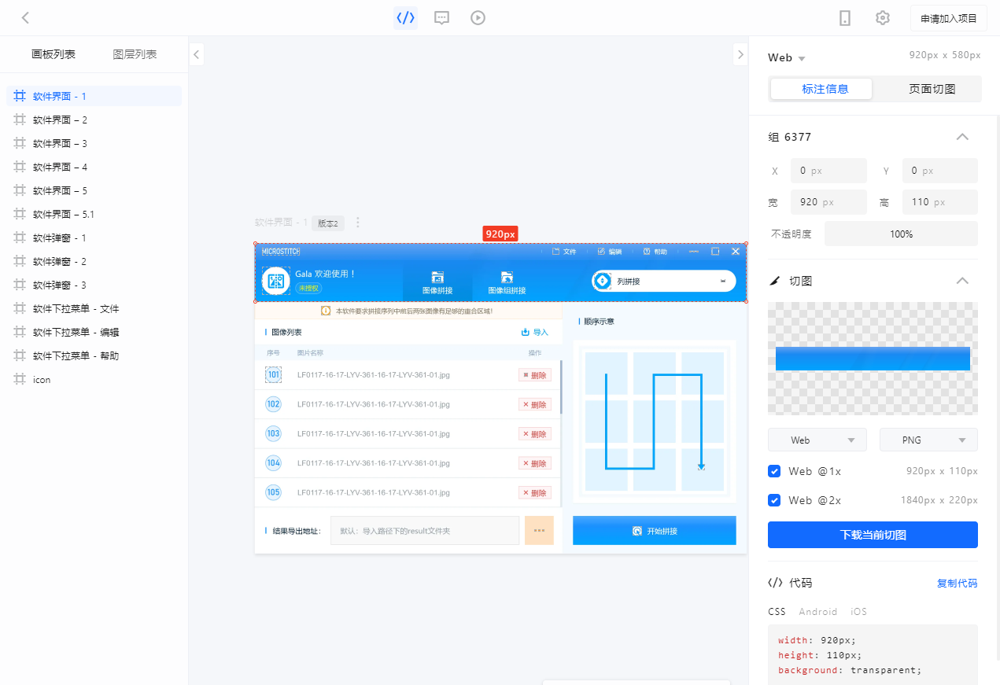 申请加入项目
画板列表
图层列表
软件界面 - 1
软件界面 – 2
软件界面 – 3
软件界面 – 4
软件界面 – 5
软件界面 – 5.1
软件弹窗 - 1
软件弹窗 - 2
软件弹窗 - 3
软件下拉菜单 - 文件
软件下拉菜单 - 编辑
软件下拉菜单 - 帮助
icon
软件界面 - 1 版本2
920px
MICROSTITCH 文件 编辑 帮助
Gala 欢迎使用！
未授权
图像拼接 图像组拼接 列拼接
本软件要求拼接序列中前后两张图像有足够的重合区域!
图像列表 导入
序号 图片名称 操作
101 LF0117-16-17-LYV-361-16-17-LYV-361-01.jpg 删除
102 LF0117-16-17-LYV-361-16-17-LYV-361-01.jpg 删除
103 LF0117-16-17-LYV-361-16-17-LYV-361-01.jpg 删除
104 LF0117-16-17-LYV-361-16-17-LYV-361-01.jpg 删除
105 LF0117-16-17-LYV-361-16-17-LYV-361-01.jpg 删除
结果导出地址： 默认：导入路径下的result文件夹 ...
顺序示意
开始拼接
Web 920px x 580px
标注信息 页面切图
组 6377
X 0 px Y 0 px
宽 920 px 高 110 px
不透明度 100%
切图
Web PNG
Web @1x 920px x 110px
Web @2x 1840px x 220px
下载当前切图
</> 代码 复制代码
CSS Android iOS
width: 920px;
height: 110px;
background: transparent;